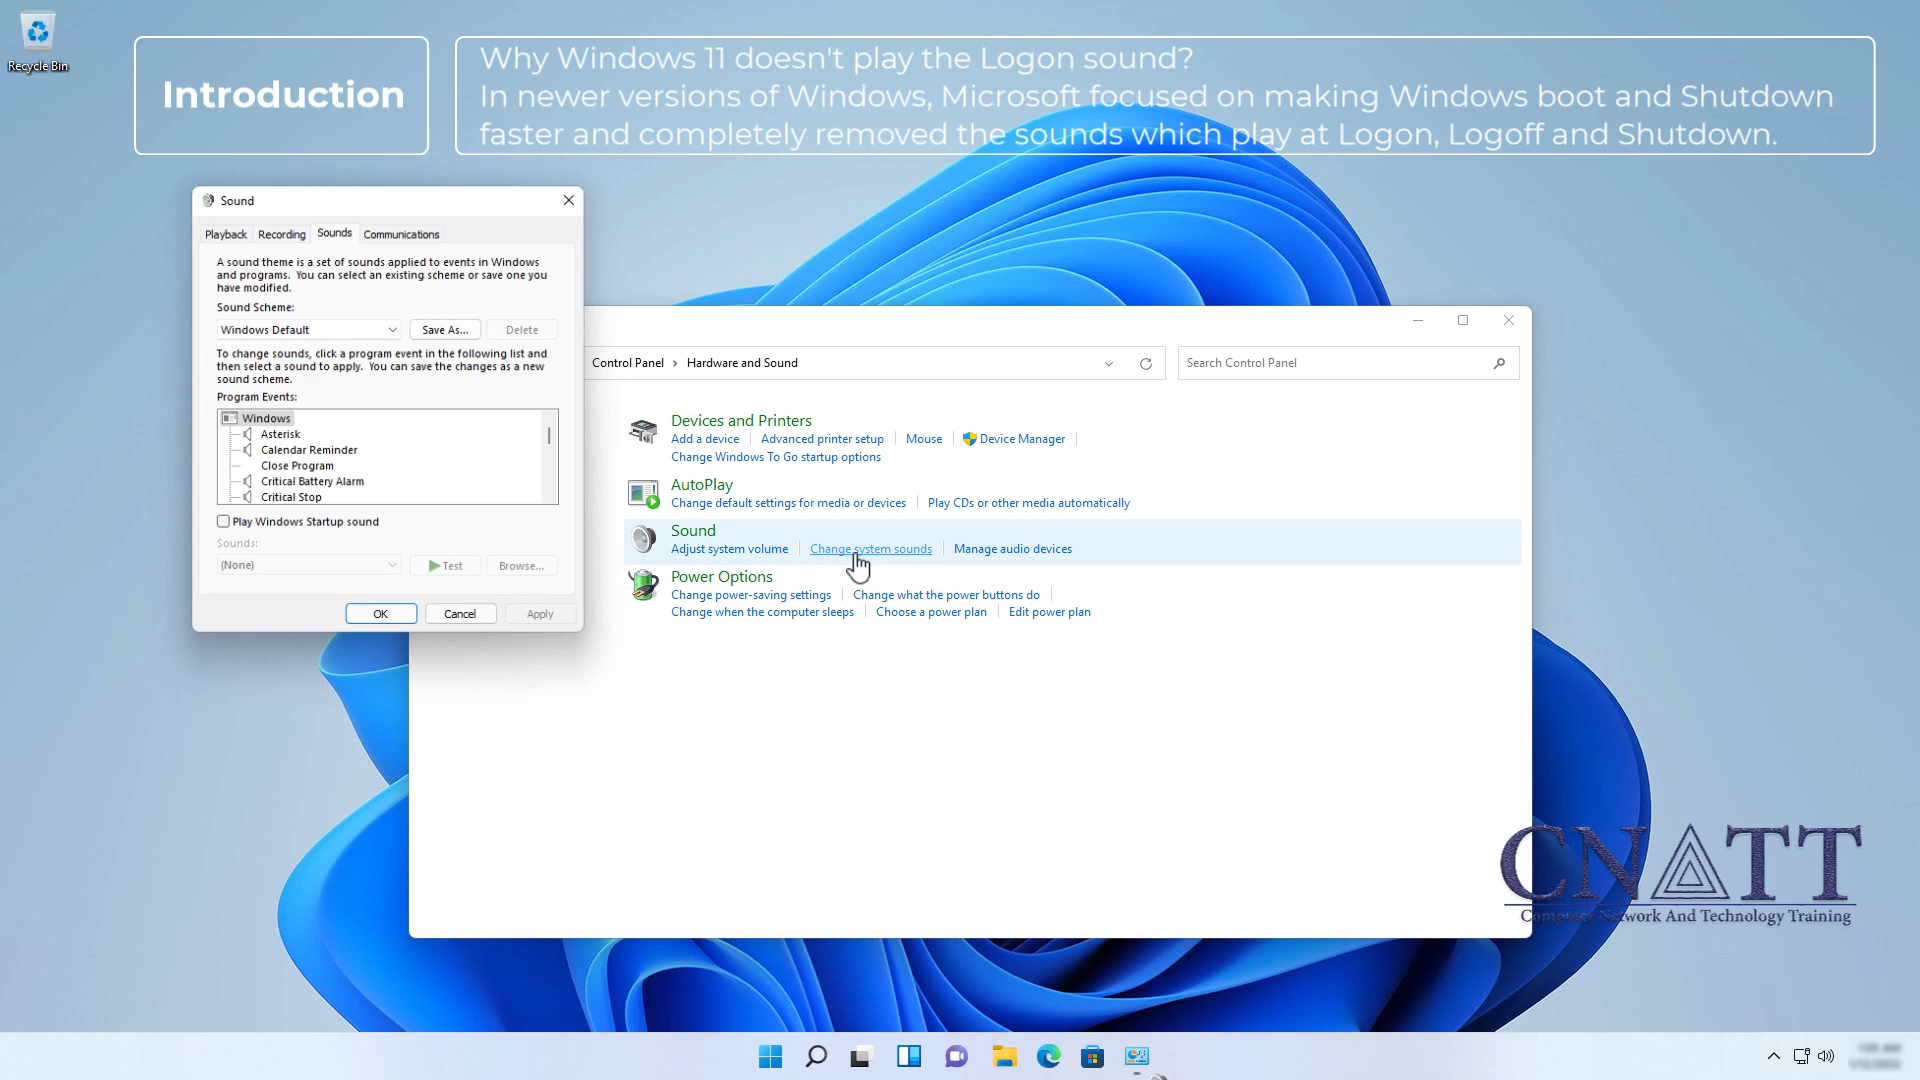 Recycle Bin
Introduction
Why Windows 11 doesn't play the Logon sound?
In newer versions of Windows, Microsoft focused on making Windows boot and Shutdown
faster and completely removed the sounds which play at Logon, Logoff and Shutdown.
Sound
Playback Recording Sounds Communications
A sound theme is a set of sounds applied to events in Windows
and programs. You can select an existing scheme or save one you
have modified.
Sound Scheme:
Windows Default Save As... Delete
To change sounds, click a program event in the following list and
then select a sound to apply. You can save the changes as a new
sound scheme.
Program Events:
Windows
Asterisk
Calendar Reminder
Close Program
Critical Battery Alarm
Critical Stop
Play Windows Startup sound
Sounds:
(None) Test Browse...
OK Cancel Apply
Control Panel > Hardware and Sound Search Control Panel
Devices and Printers
Add a device Advanced printer setup Mouse Device Manager
Change Windows To Go startup options
AutoPlay
Change default settings for media or devices Play CDs or other media automatically
Sound
Adjust system volume Change system sounds Manage audio devices
Power Options
Change power-saving settings Change what the power buttons do
Change when the computer sleeps Choose a power plan Edit power plan
CNATT
Computer Network And Technology Training